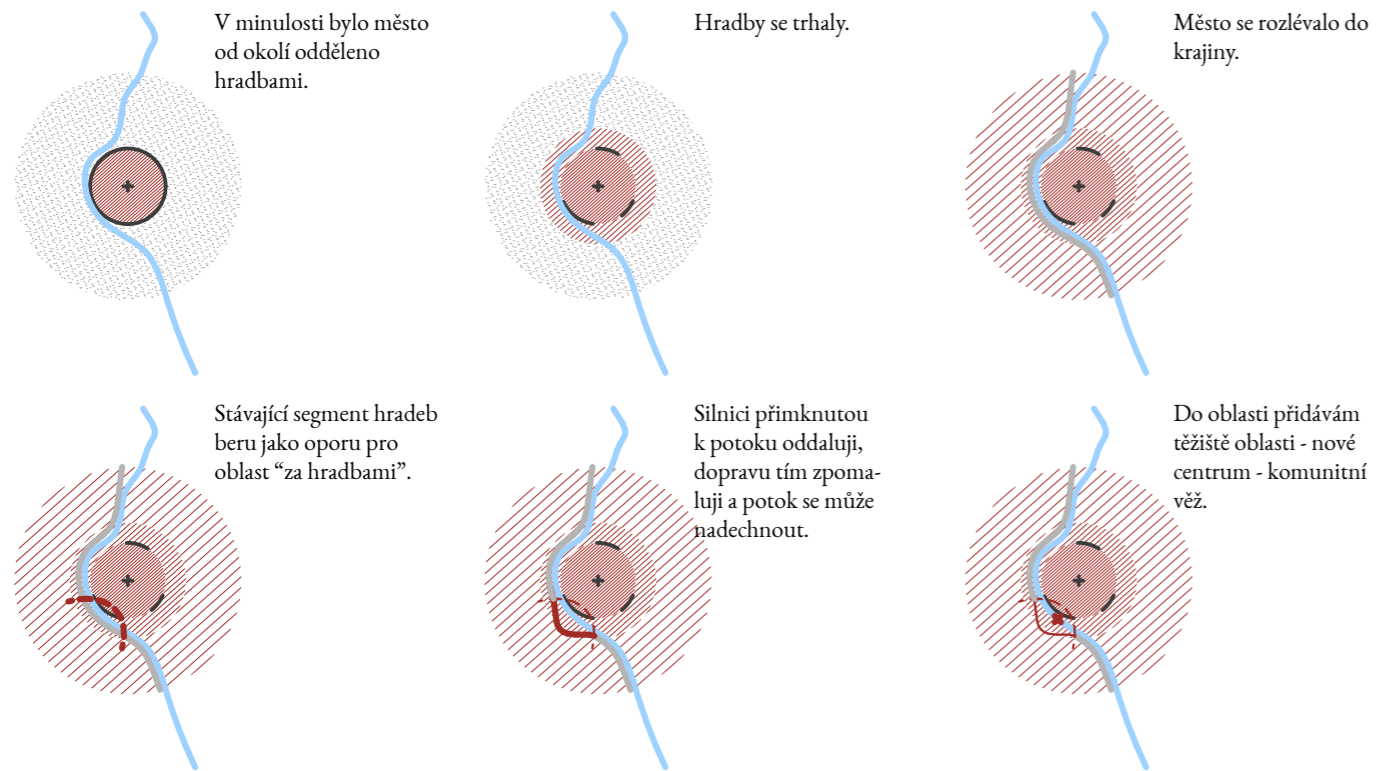 V minulosti bylo město
od okolí odděleno
hradbami.
Hradby se trhaly.
Město se rozlévalo do
krajiny.
Stávající segment hradeb
beru jako oporu pro
oblast “za hradbami”.
Silnici přimknutou
k potoku oddaluji,
dopravu tím zpoma-
luji a potok se může
nadechnout.
Do oblasti přidávám
těžiště oblasti - nové
centrum - komunitní
věž.